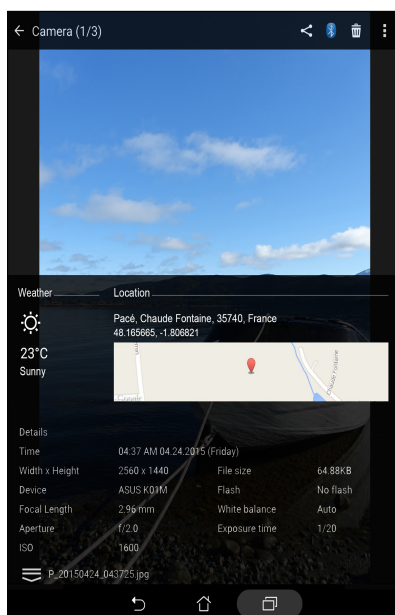 Camera (1/3)
Weather Location
Pacé, Chaude Fontaine, 35740, France
48.165665, -1.806821
23°C
Sunny
Chaude Fontaine
Details
Time 04:37 AM 04.24.2015 (Friday)
Width x Height 2560 x 1440 File size 64.88KB
Device ASUS K01M Flash No flash
Focal Length 2.96 mm White balance Auto
Aperture f/2.0 Exposure time 1/20
ISO 1600
P_20150424_043725.jpg